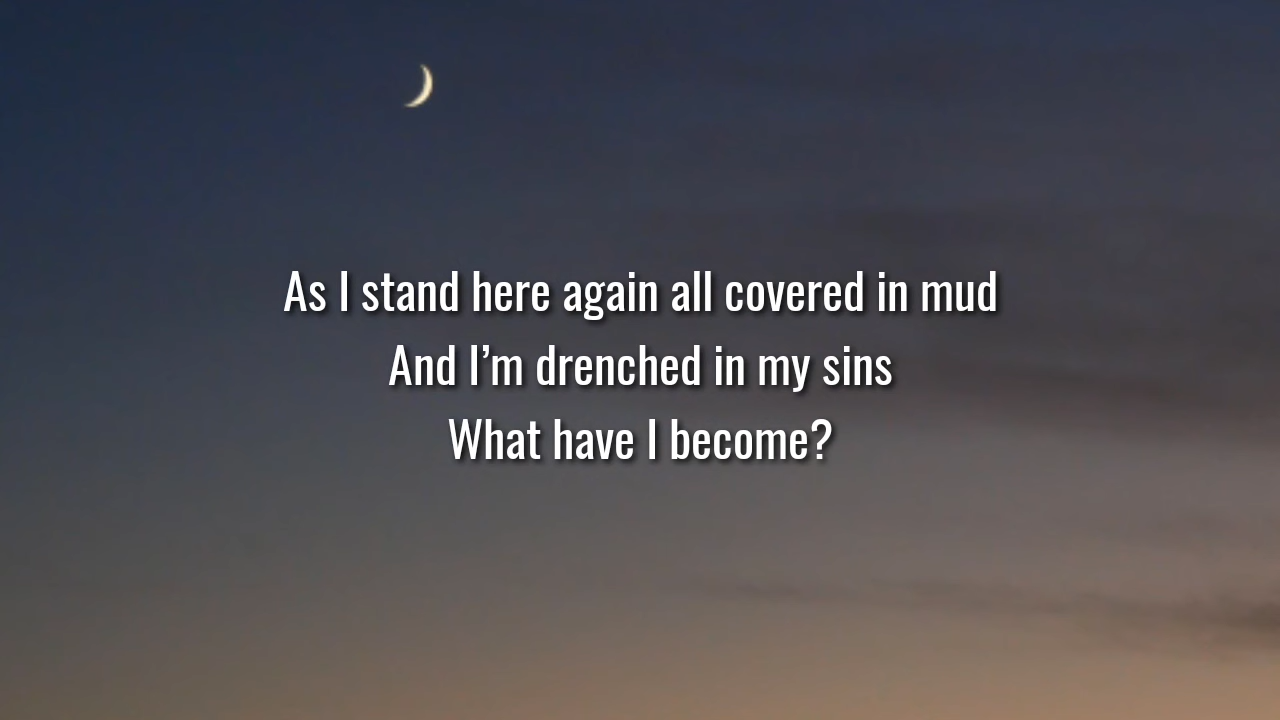 As I stand here again all covered in mud
And I’m drenched in my sins
What have I become?